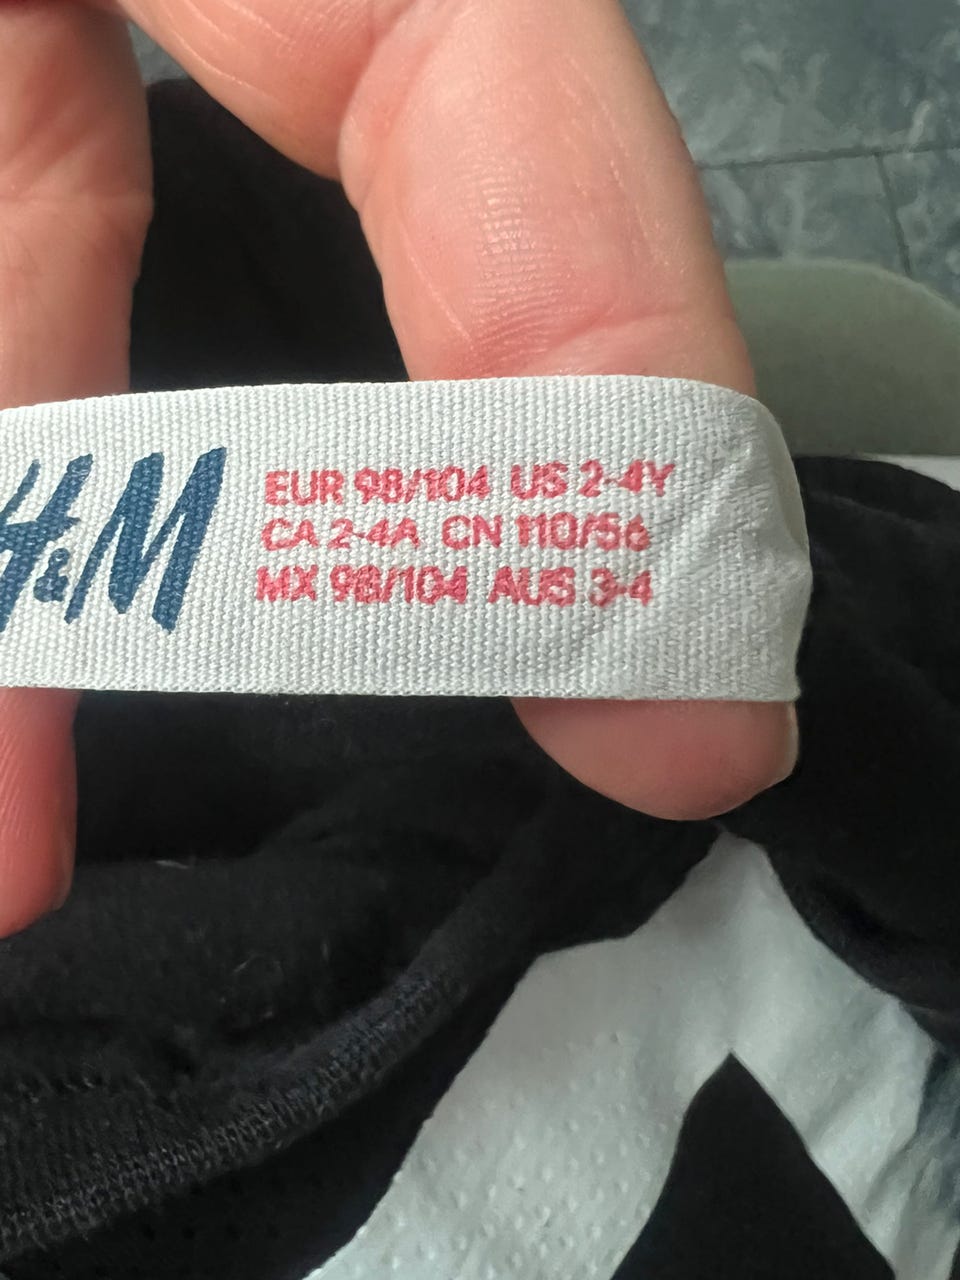 H&M
EUR 98/104 US 2-4Y
CA 2-4A CN 110/56
MX 98/104 AUS 3-4